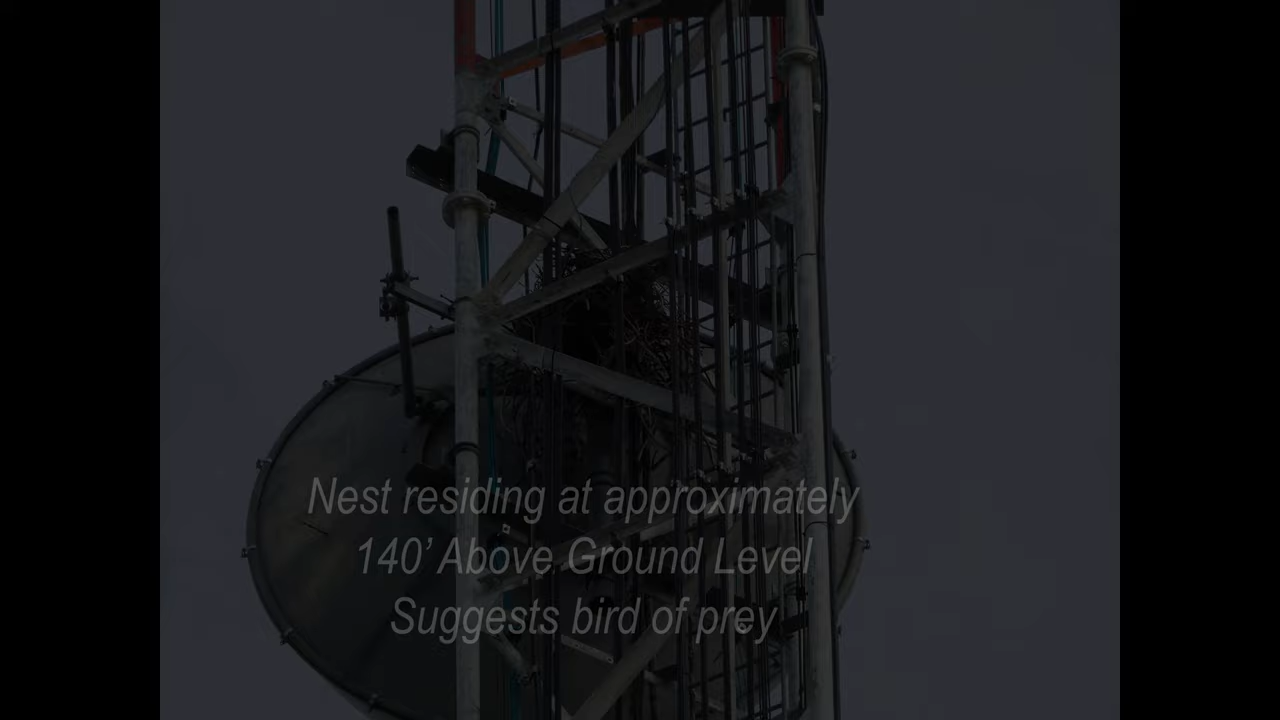 Nest residing at approximately
140’ Above Ground Level
Suggests bird of prey